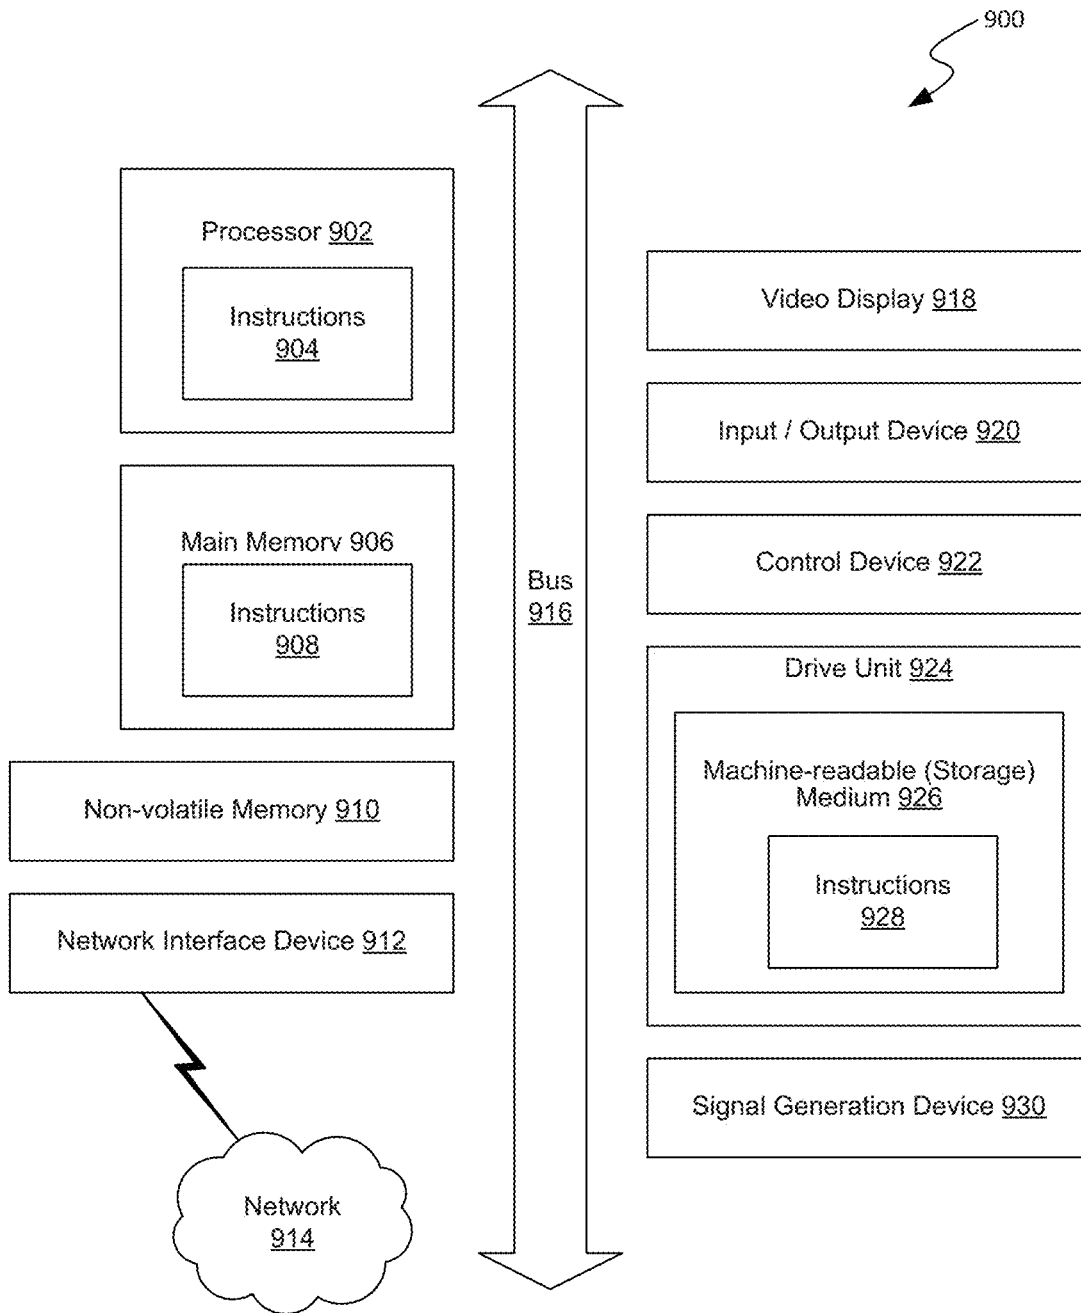 900
Processor 902
Instructions
904
Main Memory 906
Instructions
908
Non-volatile Memory 910
Network Interface Device 912
Network
914
Bus
916
Video Display 918
Input / Output Device 920
Control Device 922
Drive Unit 924
Machine-readable (Storage)
Medium 926
Instructions
928
Signal Generation Device 930